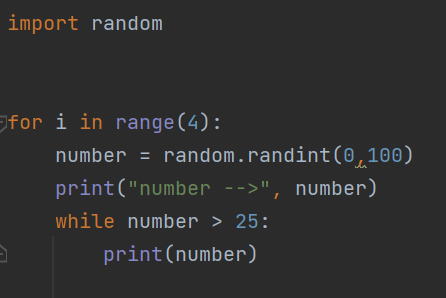 import random
for i in range(4):
    number = random.randint(0,100)
    print("number -->", number)
    while number > 25:
        print(number)